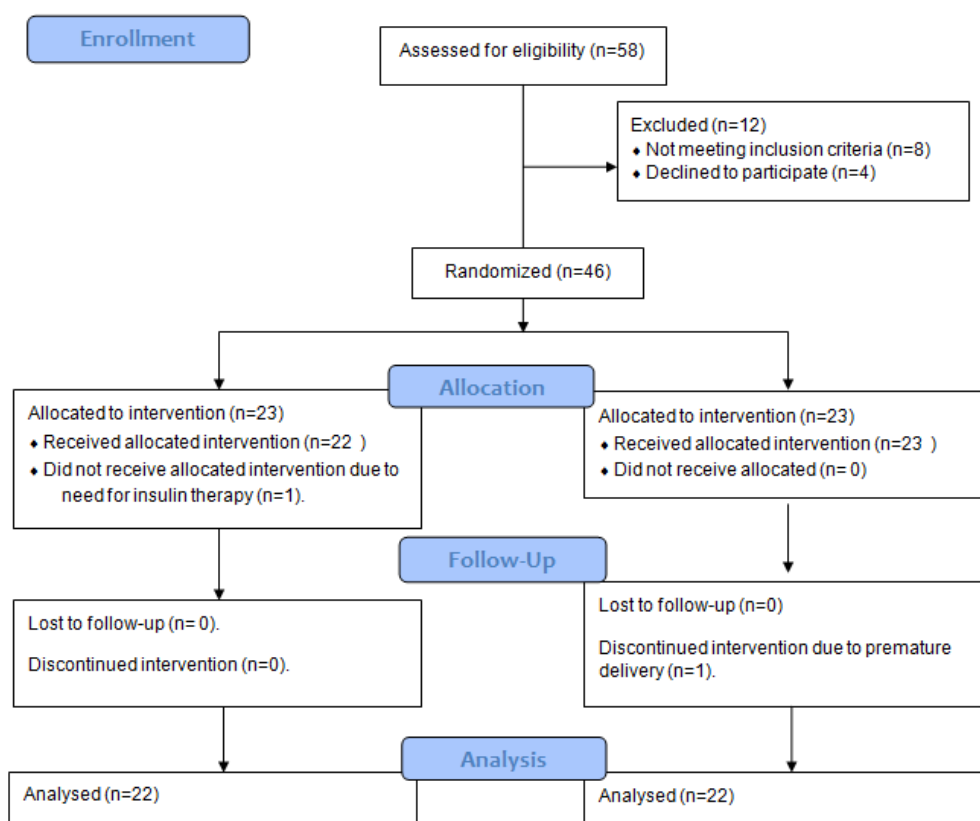 Enrollment
Assessed for eligibility (n=58)
Excluded (n=12)
⬧ Not meeting inclusion criteria (n=8)
⬧ Declined to participate (n=4)
Randomized (n=46)
Allocation
Allocated to intervention (n=23)
⬧ Received allocated intervention (n=22 )
⬧ Did not receive allocated intervention due to
need for insulin therapy (n=1).
Allocated to intervention (n=23)
⬧ Received allocated intervention (n=23 )
⬧ Did not receive allocated (n= 0)
Follow-Up
Lost to follow-up (n= 0).
Discontinued intervention (n=0).
Lost to follow-up (n=0)
Discontinued intervention due to premature
delivery (n=1).
Analysis
Analysed (n=22)
Analysed (n=22)